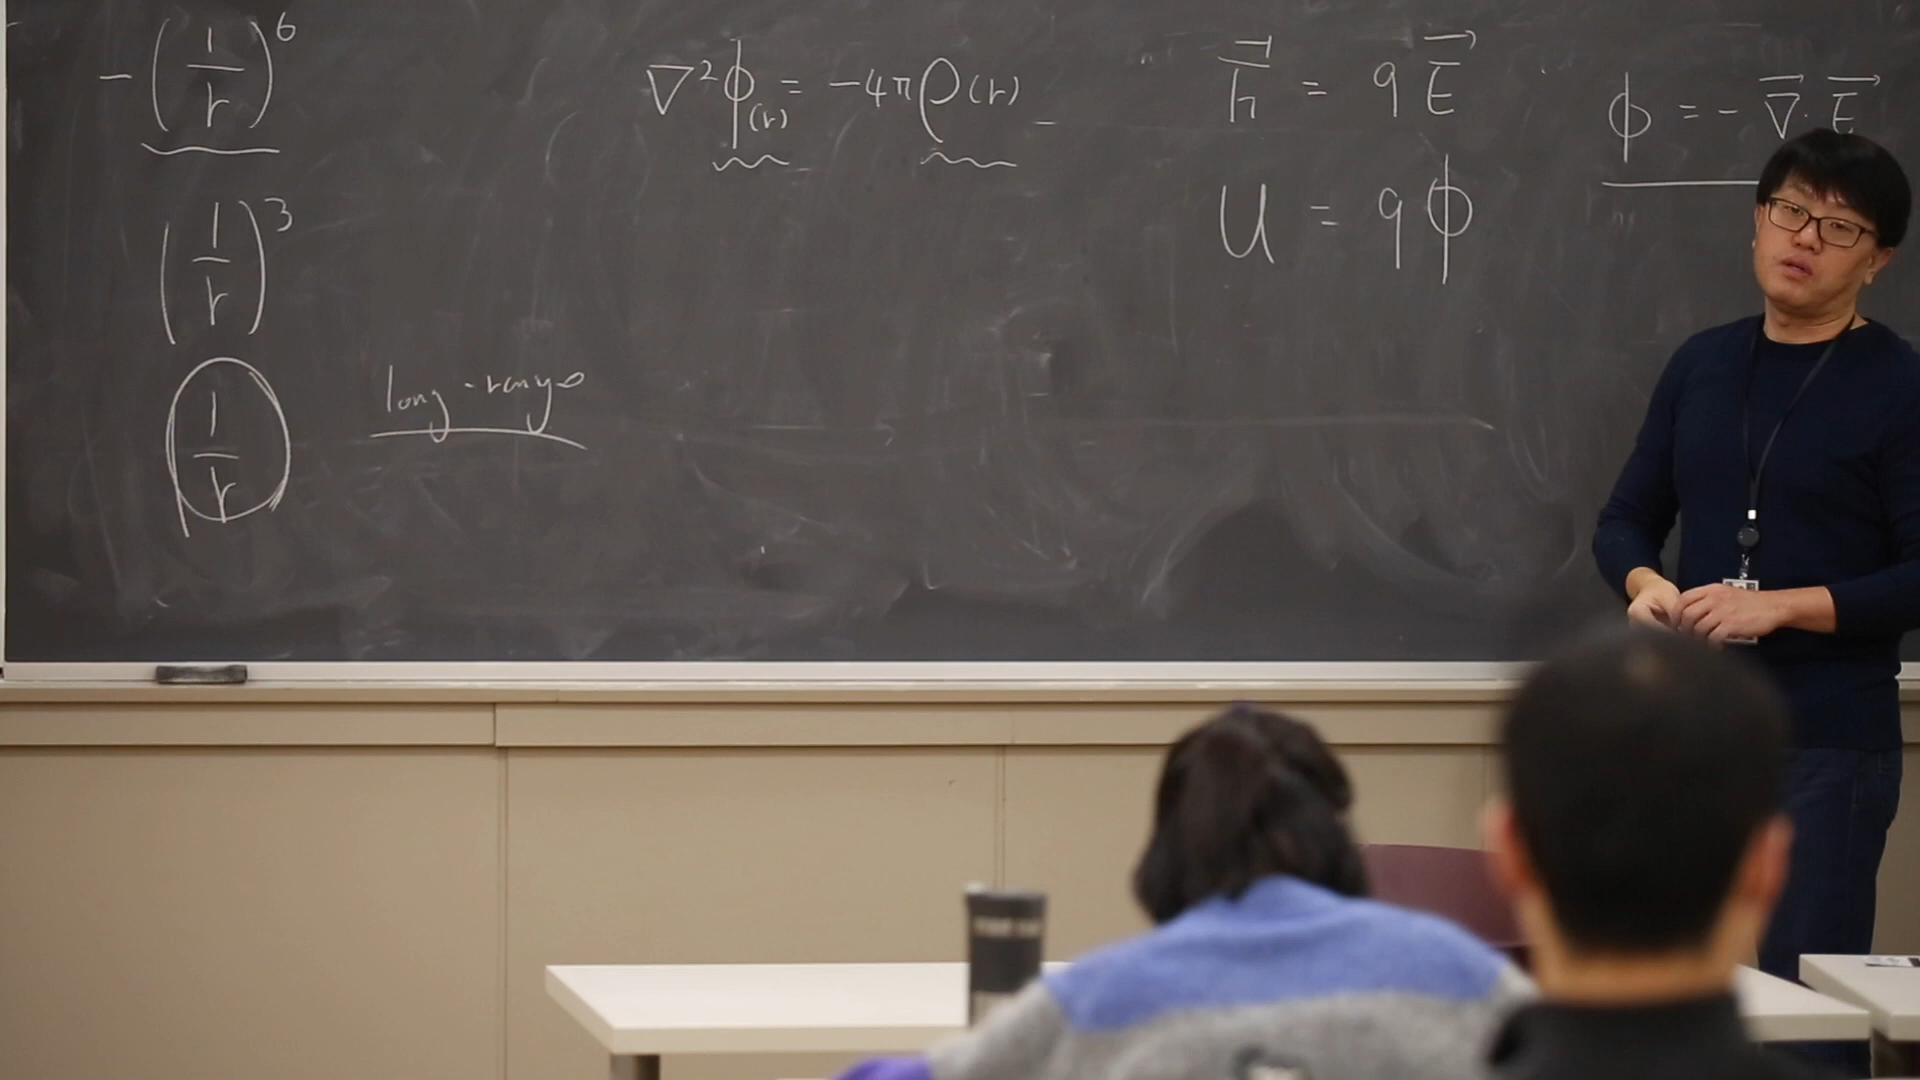 -(1/r)^6
(1/r)^3
1/r
long-range
∇²ϕ(r) = -4πρ(r)
h⃗ = qE⃗
U = qϕ
ϕ = -∇⃗·E⃗